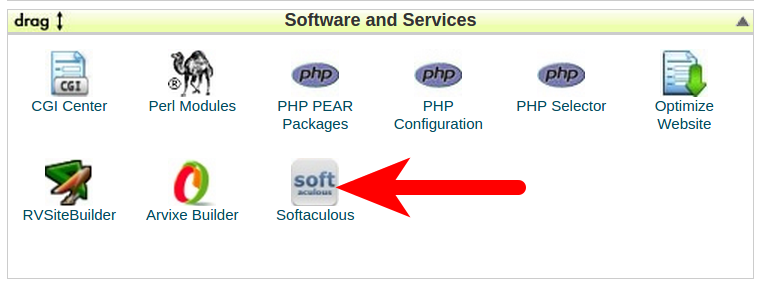 drag
Software and Services
CGI
®
php
php
php
CGI Center
Perl Modules
PHP PEAR
Packages
PHP
Configuration
PHP Selector
Optimize
Website
soft
aculous
RVSiteBuilder
Arvixe Builder
Softaculous